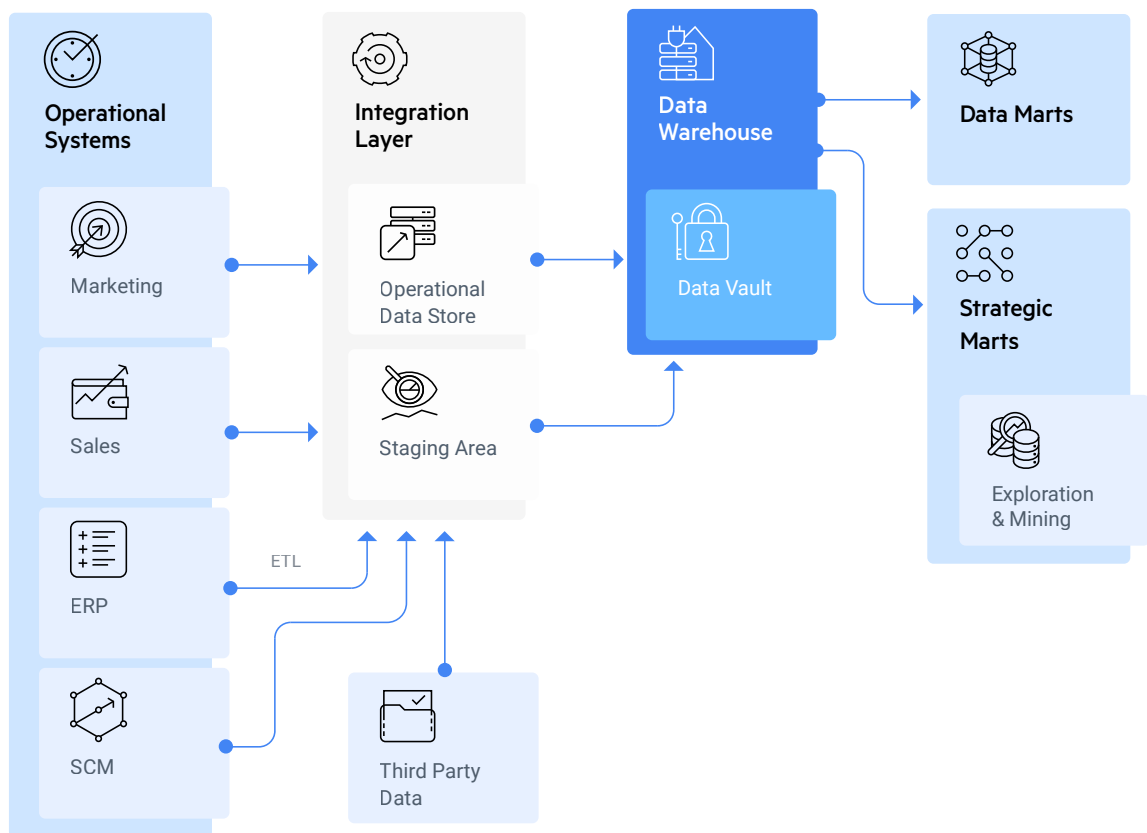 Operational
Systems
Marketing
Sales
ERP
SCM
Integration
Layer
Operational
Data Store
Staging Area
ETL
Third Party
Data
Data
Warehouse
Data Vault
Data Marts
Strategic
Marts
Exploration
& Mining